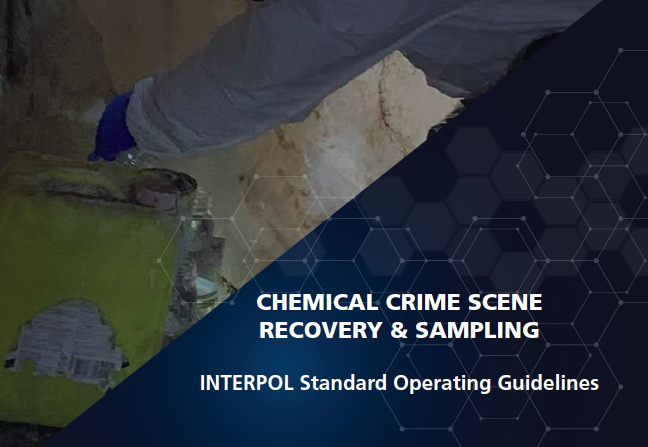 CHEMICAL CRIME SCENE
RECOVERY & SAMPLING
INTERPOL Standard Operating Guidelines